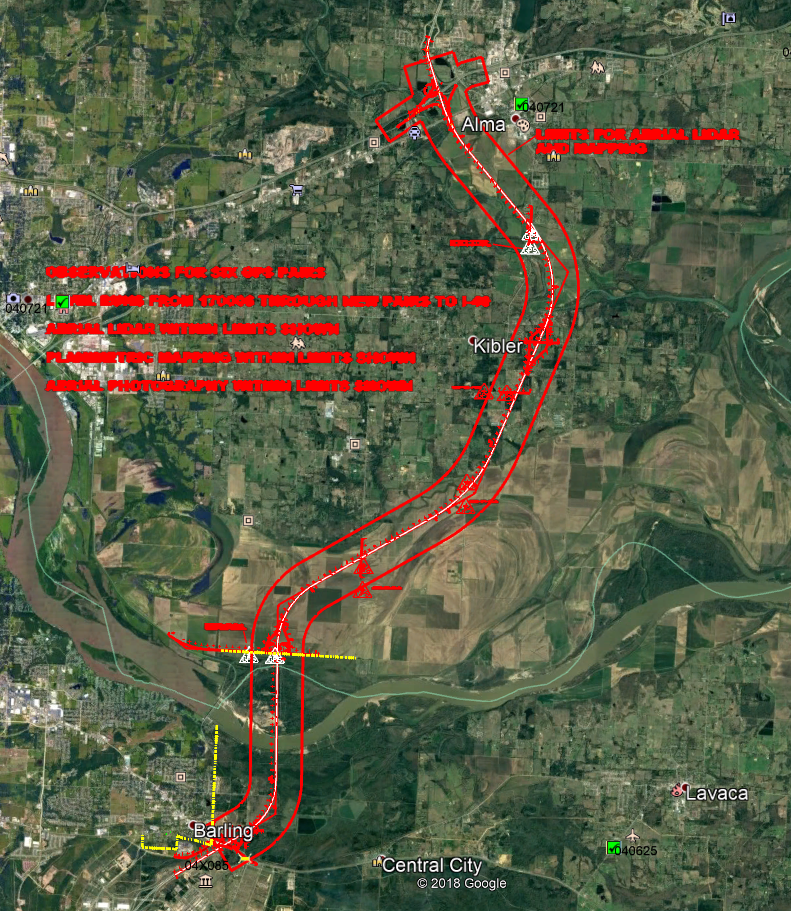 040721
Alma
LIMITS FOR AERIAL LIDAR
AND MAPPING
OBSERVATIONS FOR SIX GPS PAIRS
040721
RUNS FROM THROUGH NEW PAIRS TO I-40
AERIAL LIDAR WITHIN LIMITS SHOWN
Kibler
PLANIMETRIC MAPPING WITHIN LIMITS SHOWN
AERIAL PHOTOGRAPHY WITHIN LIMITS SHOWN
Lavaca
Barling
040625
04X085
Central City
© 2018 Google